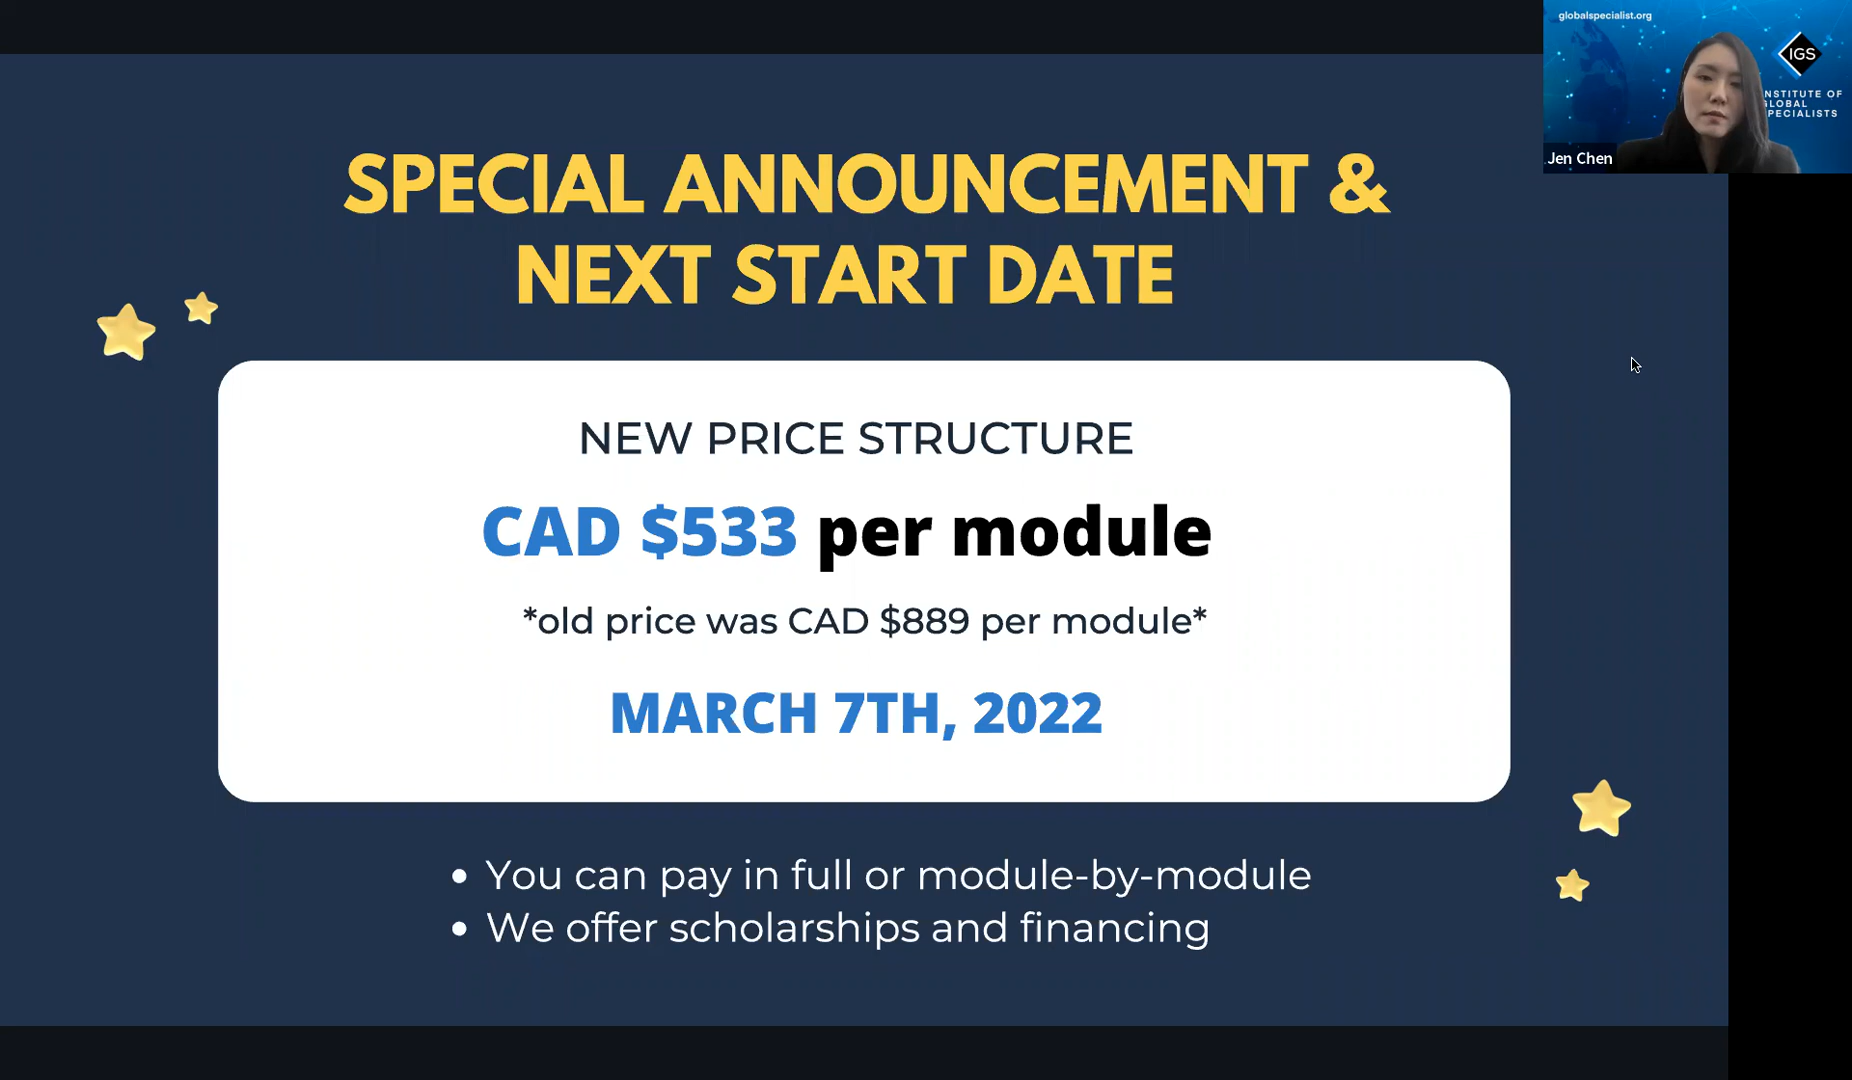 globalspecialist.org
IGS
NSTITUTE OF
LOBAL
PECIALISTS
Jen Chen
SPECIAL ANNOUNCEMENT &
NEXT START DATE
NEW PRICE STRUCTURE
CAD $533 per module
*old price was CAD $889 per module*
MARCH 7TH, 2022
• You can pay in full or module-by-module
• We offer scholarships and financing